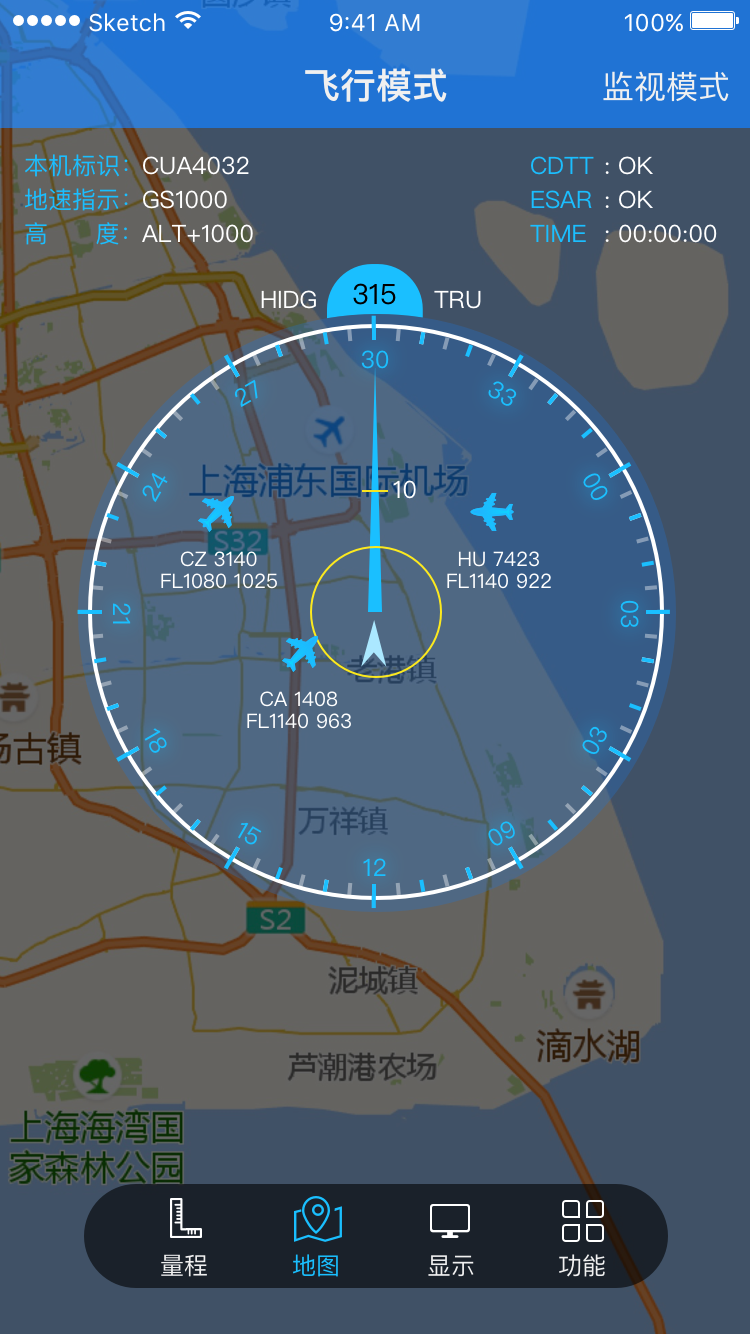 Sketch 9:41 AM 100%
飞行模式 监视模式
本机标识： CUA4032 CDTT : OK
地速指示： GS1000 ESAR : OK
高 度： ALT+1000 TIME : 00:00:00
HIDG 315 TRU
30
27 33
上海浦东国际机场
24 10 00
S32
CZ 3140 HU 7423
FL1080 1025 FL1140 922
21 03
老港镇
CA 1408
FL1140 963
18 03
场古镇
万祥镇
15 09
12
S2
泥城镇
滴水湖
芦潮港农场
上海海湾国
家森林公园
量程 地图 显示 功能